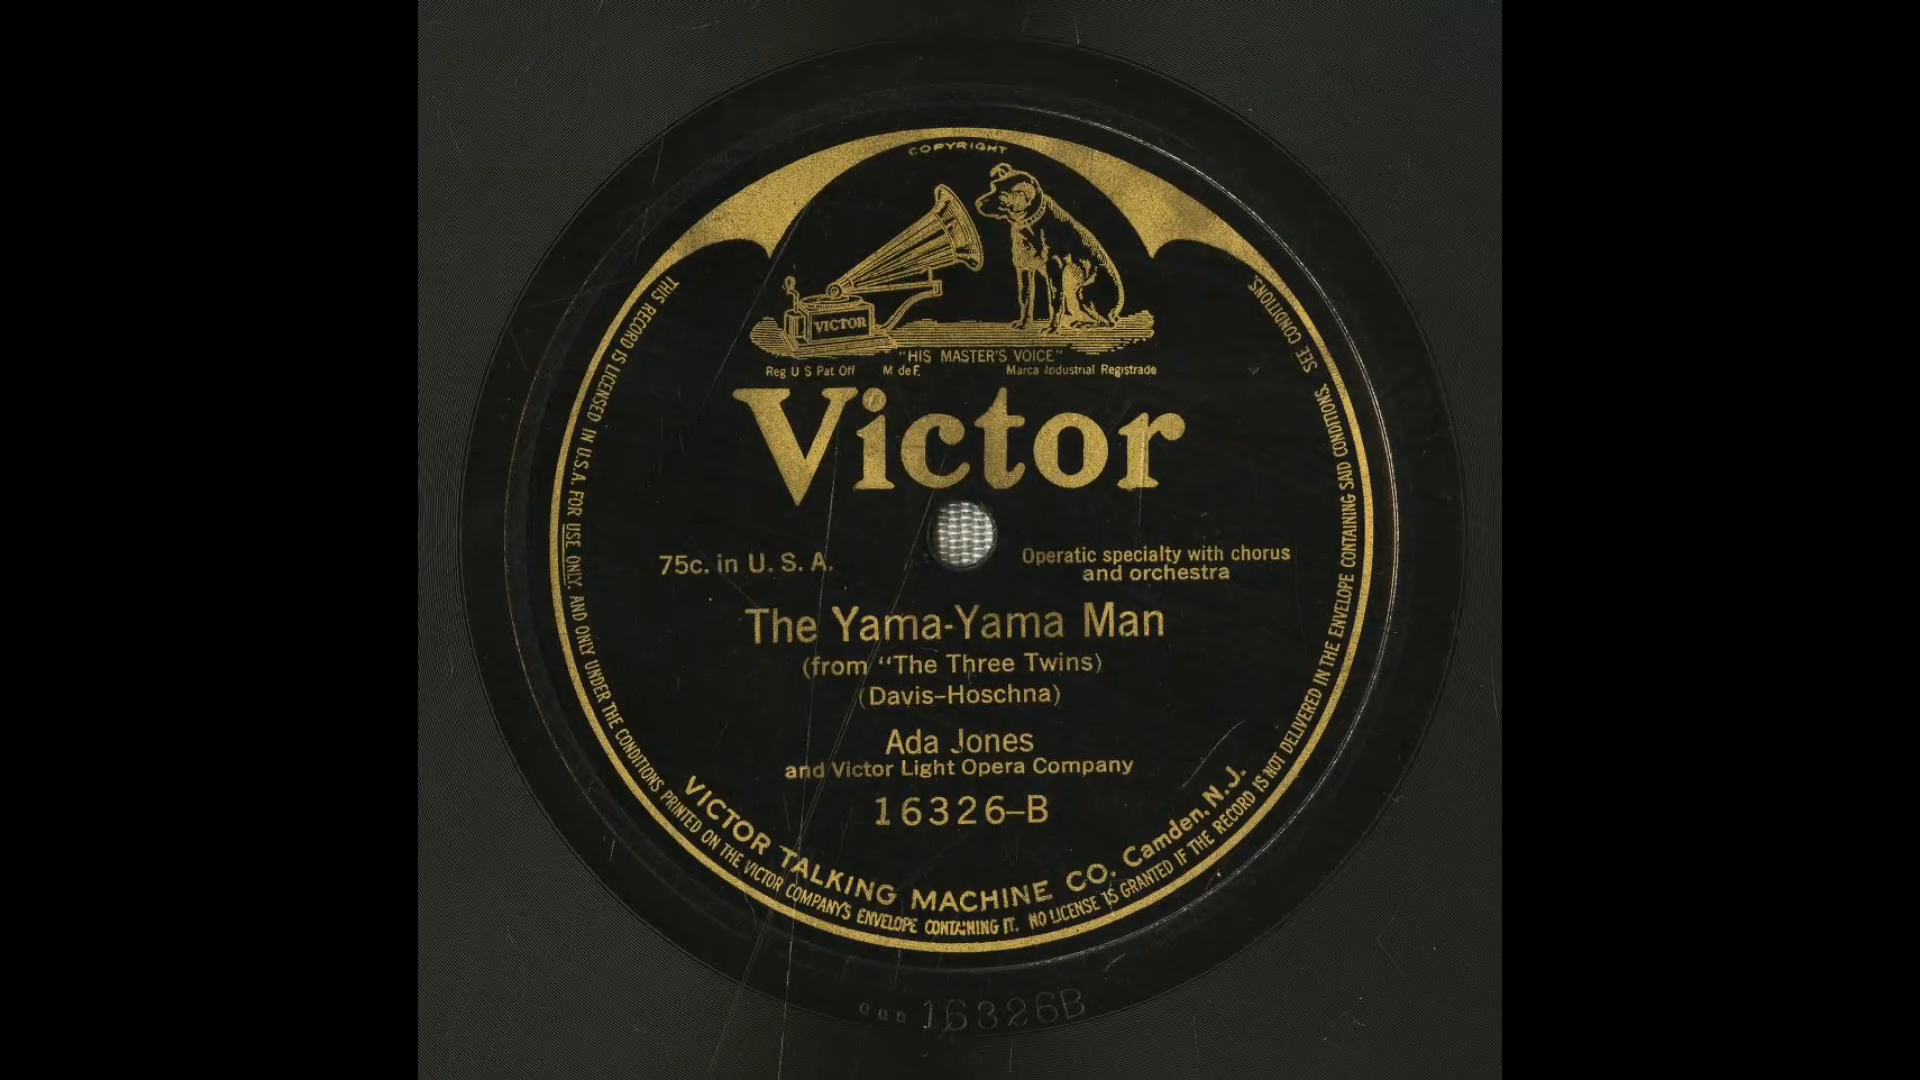 COPYRIGHT
VICTOR
"HIS MASTER'S VOICE"
Reg U S Pat Off M de F. Marca Industrial Registrada
Victor
75c. in U. S. A.
Operatic specialty with chorus
and orchestra
The Yama-Yama Man
(from "The Three Twins)
(Davis–Hoschna)
Ada Jones
and Victor Light Opera Company
16326–B
VICTOR TALKING MACHINE CO. Camden, N. J.
THIS RECORD IS LICENSED IN U.S.A. FOR USE ONLY, AND ONLY UNDER THE CONDITIONS PRINTED ON THE VICTOR COMPANY'S ENVELOPE CONTAINING IT. NO LICENSE IS GRANTED IF THE RECORD IS NOT DELIVERED IN THE ENVELOPE CONTAINING SAID CONDITIONS. SEE CONDITIONS.
16326B